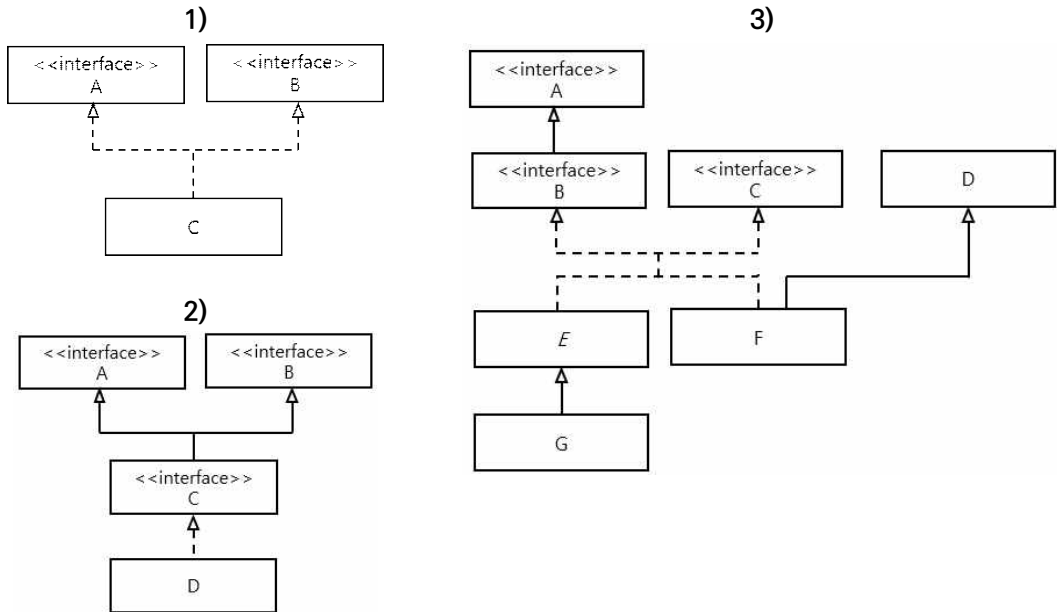 1)
<<interface>>
A
<<interface>>
B
C
2)
<<interface>>
A
<<interface>>
B
<<interface>>
C
D
3)
<<interface>>
A
<<interface>>
B
<<interface>>
C
D
E
F
G